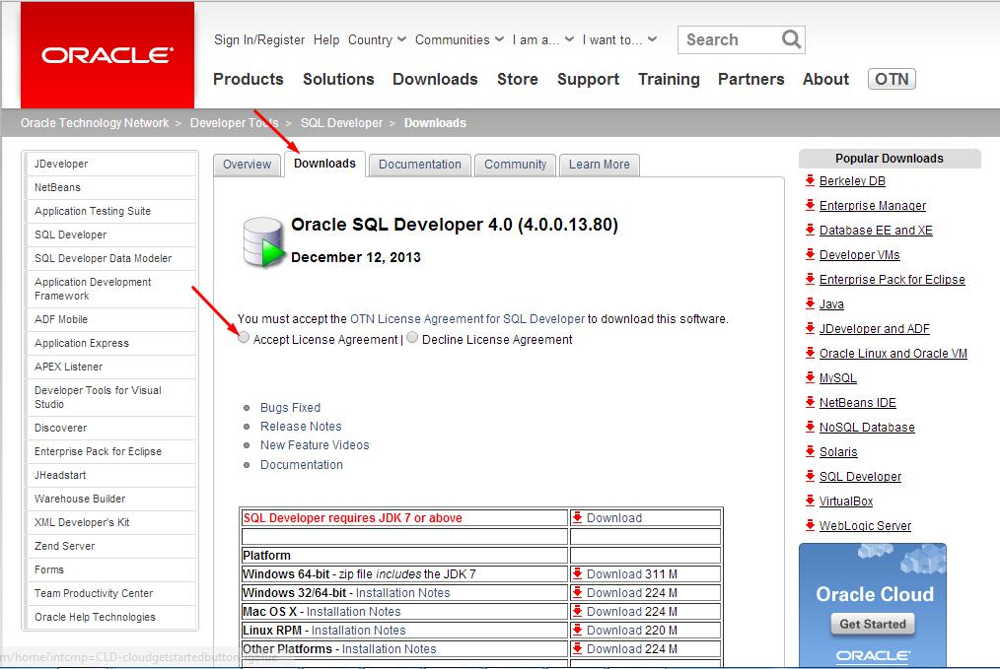 ORACLE
Sign In/Register Help Country Communities I am a... I want to... Search
Products Solutions Downloads Store Support Training Partners About OTN
Oracle Technology Network > Developer Tools > SQL Developer > Downloads
JDeveloper
NetBeans
Application Testing Suite
SQL Developer
SQL Developer Data Modeler
Application Development
Framework
ADF Mobile
Application Express
APEX Listener
Developer Tools for Visual
Studio
Discoverer
Enterprise Pack for Eclipse
JHeadstart
Warehouse Builder
XML Developer's Kit
Zend Server
Forms
Team Productivity Center
Oracle Help Technologies
Overview Downloads Documentation Community Learn More
Oracle SQL Developer 4.0 (4.0.0.13.80)
December 12, 2013
You must accept the OTN License Agreement for SQL Developer to download this software.
Accept License Agreement | Decline License Agreement
Bugs Fixed
Release Notes
New Feature Videos
Documentation
SQL Developer requires JDK 7 or above Download
Platform
Windows 64-bit - zip file includes the JDK 7 Download 311 M
Windows 32/64-bit - Installation Notes Download 224 M
Mac OS X - Installation Notes Download 224 M
Linux RPM - Installation Notes Download 220 M
Other Platforms - Installation Notes Download 224 M
Popular Downloads
Berkeley DB
Enterprise Manager
Database EE and XE
Developer VMs
Enterprise Pack for Eclipse
Java
JDeveloper and ADF
Oracle Linux and Oracle VM
MySQL
NetBeans IDE
NoSQL Database
Solaris
SQL Developer
VirtualBox
WebLogic Server
Oracle Cloud
Get Started
ORACLE
m/home?intcmp=CLD-cloudgetstartedbutton_lgblue